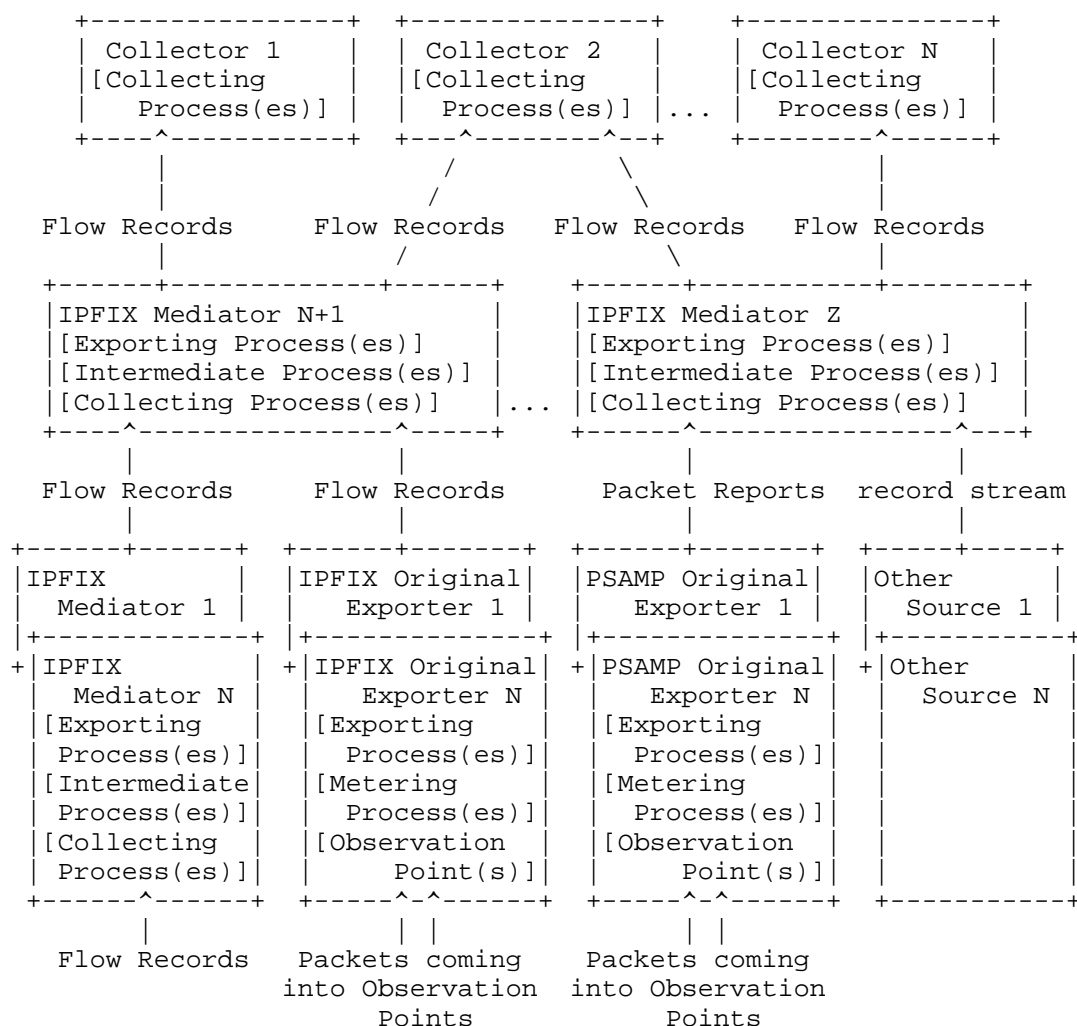 Collector 1 Collector 2 Collector N
[Collecting [Collecting [Collecting
Process(es)] Process(es)] ... Process(es)]
Flow Records Flow Records Flow Records Flow Records
IPFIX Mediator N+1 IPFIX Mediator Z
[Exporting Process(es)] [Exporting Process(es)]
[Intermediate Process(es)] [Intermediate Process(es)]
[Collecting Process(es)] ... [Collecting Process(es)]
Flow Records Flow Records Packet Reports record stream
IPFIX IPFIX Original PSAMP Original Other
Mediator 1 Exporter 1 Exporter 1 Source 1
IPFIX IPFIX Original PSAMP Original Other
Mediator N Exporter N Exporter N Source N
[Exporting [Exporting [Exporting
Process(es)] Process(es)] Process(es)]
[Intermediate [Metering [Metering
Process(es)] Process(es)] Process(es)]
[Collecting [Observation [Observation
Process(es)] Point(s)] Point(s)]
Flow Records Packets coming Packets coming
into Observation into Observation
Points Points